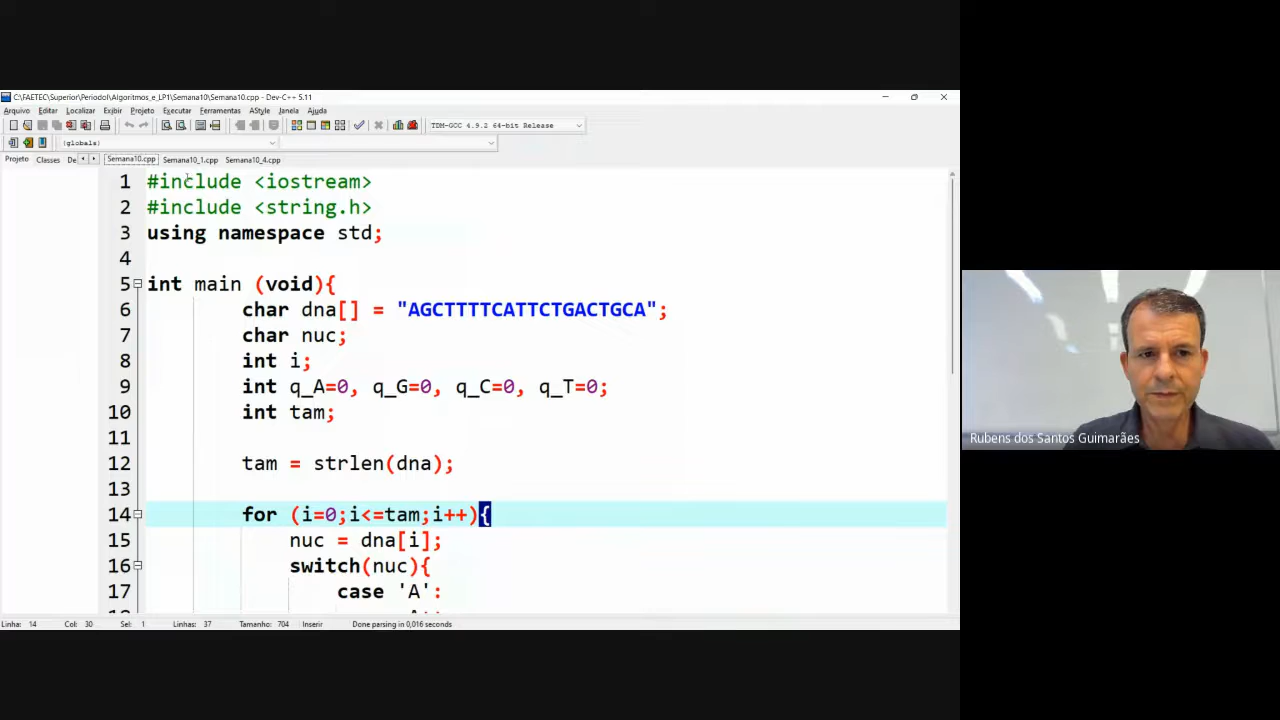 C:\FAETEC\Superior\PeriodoI\Algoritmos_e_LP1\Semana10\Semana10.cpp - Dev-C++ 5.11
Arquivo Editar Localizar Exibir Projeto Executar Ferramentas AStyle Janela Ajuda
TDM-GCC 4.9.2 64-bit Release
(globals)
Projeto Classes De Semana10.cpp Semana10_1.cpp Semana10_4.cpp
1 #include <iostream>
2 #include <string.h>
3 using namespace std;
4
5 int main (void){
6 char dna[] = "AGCTTTTCATTCTGACTGCA";
7 char nuc;
8 int i;
9 int q_A=0, q_G=0, q_C=0, q_T=0;
10 int tam;
11
12 tam = strlen(dna);
13
14 for (i=0;i<=tam;i++){
15 nuc = dna[i];
16 switch(nuc){
17 case 'A':
Linha: 14 Col: 30 Sel: 1 Linhas: 37 Tamanho: 704 Inserir Done parsing in 0,016 seconds
Rubens dos Santos Guimarães